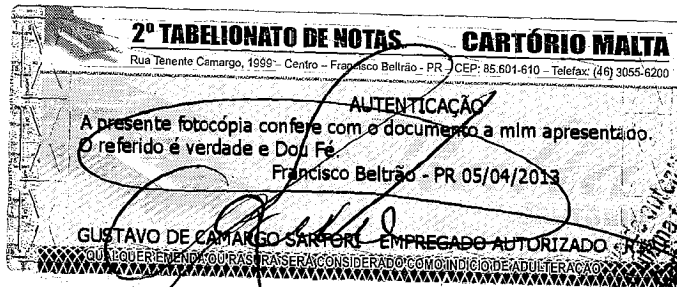 2º TABELIONATO DE NOTAS CARTÓRIO MALTA
Rua Tenente Camargo, 1999 - Centro - Francisco Beltrão - PR - CEP: 85.601-610 - Telefax: (46) 3055-6200
AUTENTICAÇÃO
A presente fotocópia confere com o documento a mim apresentado.
O referido é verdade e Dou Fé.
Francisco Beltrão - PR 05/04/2013
GUSTAVO DE CAMARGO SARTORI EMPREGADO AUTORIZADO -
QUALQUER EMENDA OU RASURA SERÁ CONSIDERADO COMO INDÍCIO DE ADULTERAÇÃO